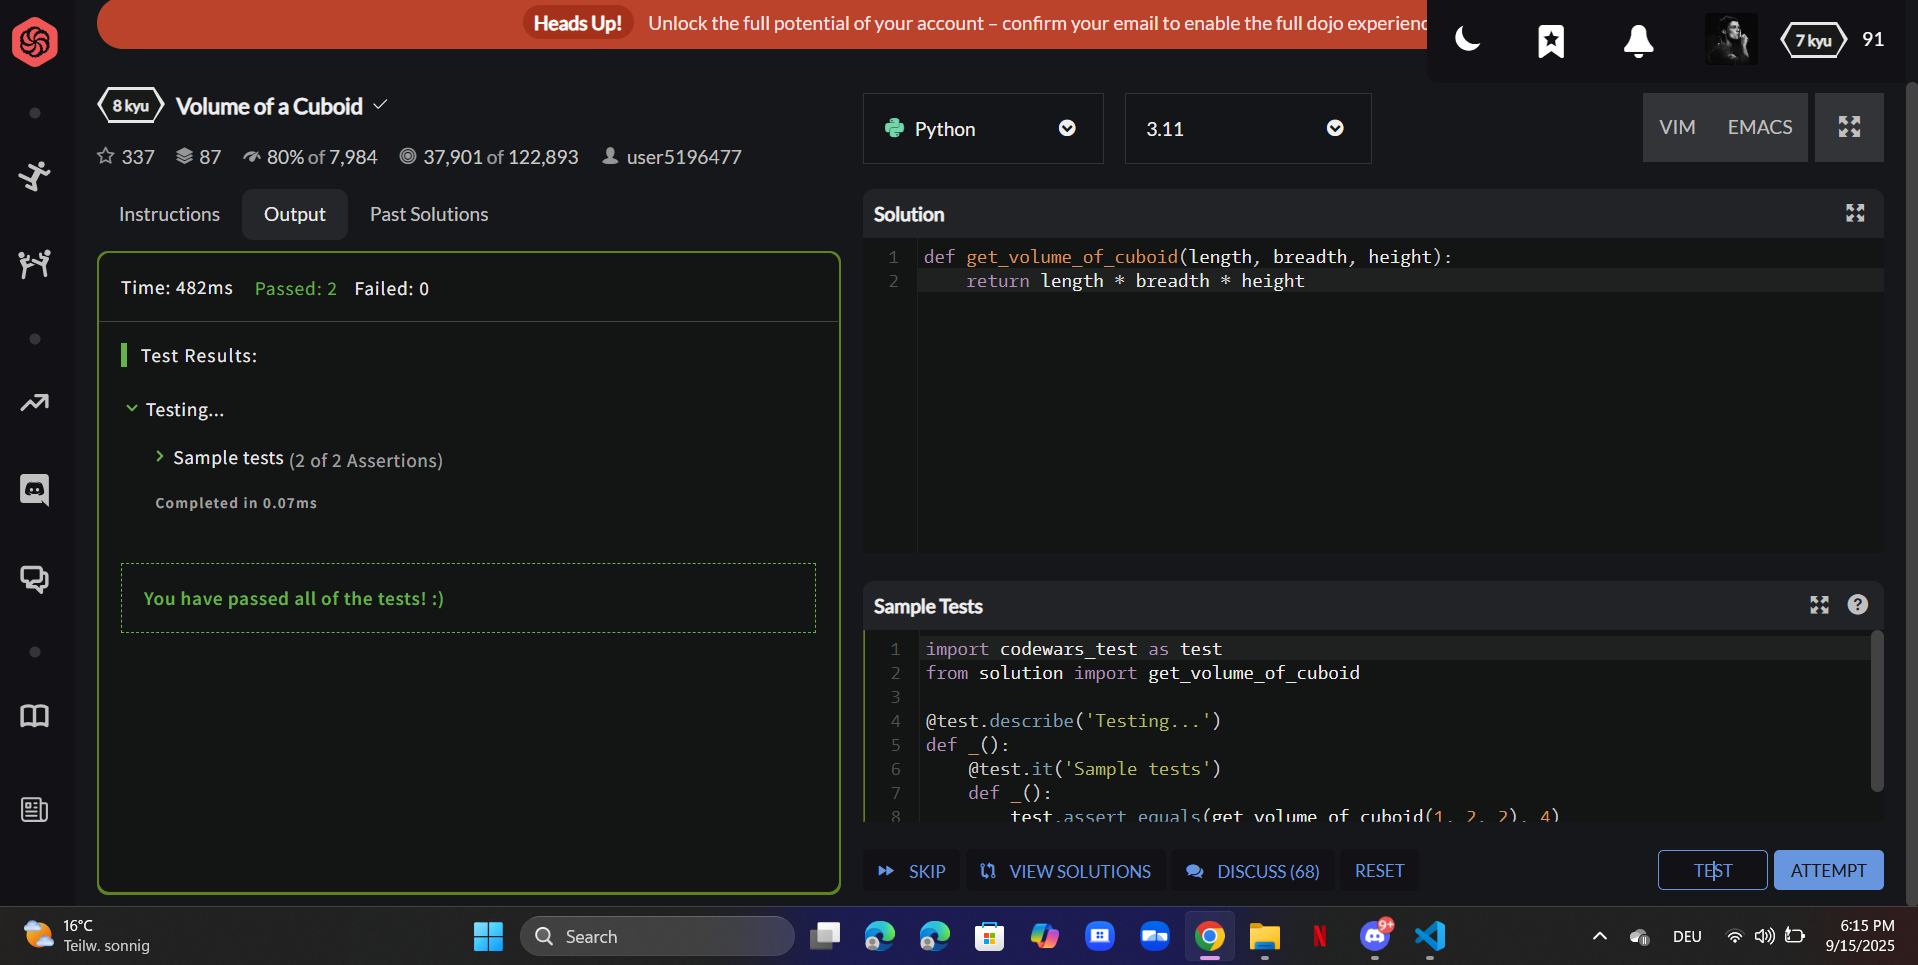 Heads Up! Unlock the full potential of your account – confirm your email to enable the full dojo experienc
7 kyu 91
8 kyu Volume of a Cuboid
337 87 80% of 7,984 37,901 of 122,893 user5196477
Instructions Output Past Solutions
Time: 482ms Passed: 2 Failed: 0
Test Results:
Testing...
Sample tests (2 of 2 Assertions)
Completed in 0.07ms
You have passed all of the tests! :)
Python 3.11 VIM EMACS
Solution
1 def get_volume_of_cuboid(length, breadth, height):
2     return length * breadth * height
Sample Tests
1 import codewars_test as test
2 from solution import get_volume_of_cuboid
3
4 @test.describe('Testing...')
5 def _():
6     @test.it('Sample tests')
7     def _():
8         test.assert_equals(get_volume_of_cuboid(1, 2, 2), 4)
SKIP VIEW SOLUTIONS DISCUSS (68) RESET TEST ATTEMPT
16°C
Teilw. sonnig
Search
9+
DEU
6:15 PM
9/15/2025